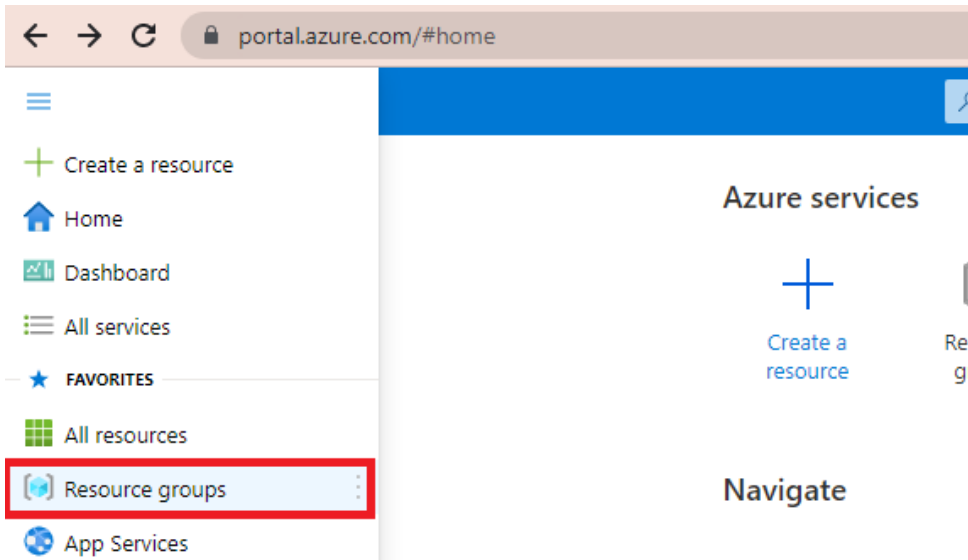 portal.azure.com/#home
Create a resource
Home
Dashboard
All services
FAVORITES
All resources
Resource groups
App Services
Azure services
Create a
resource
Re
g
Navigate